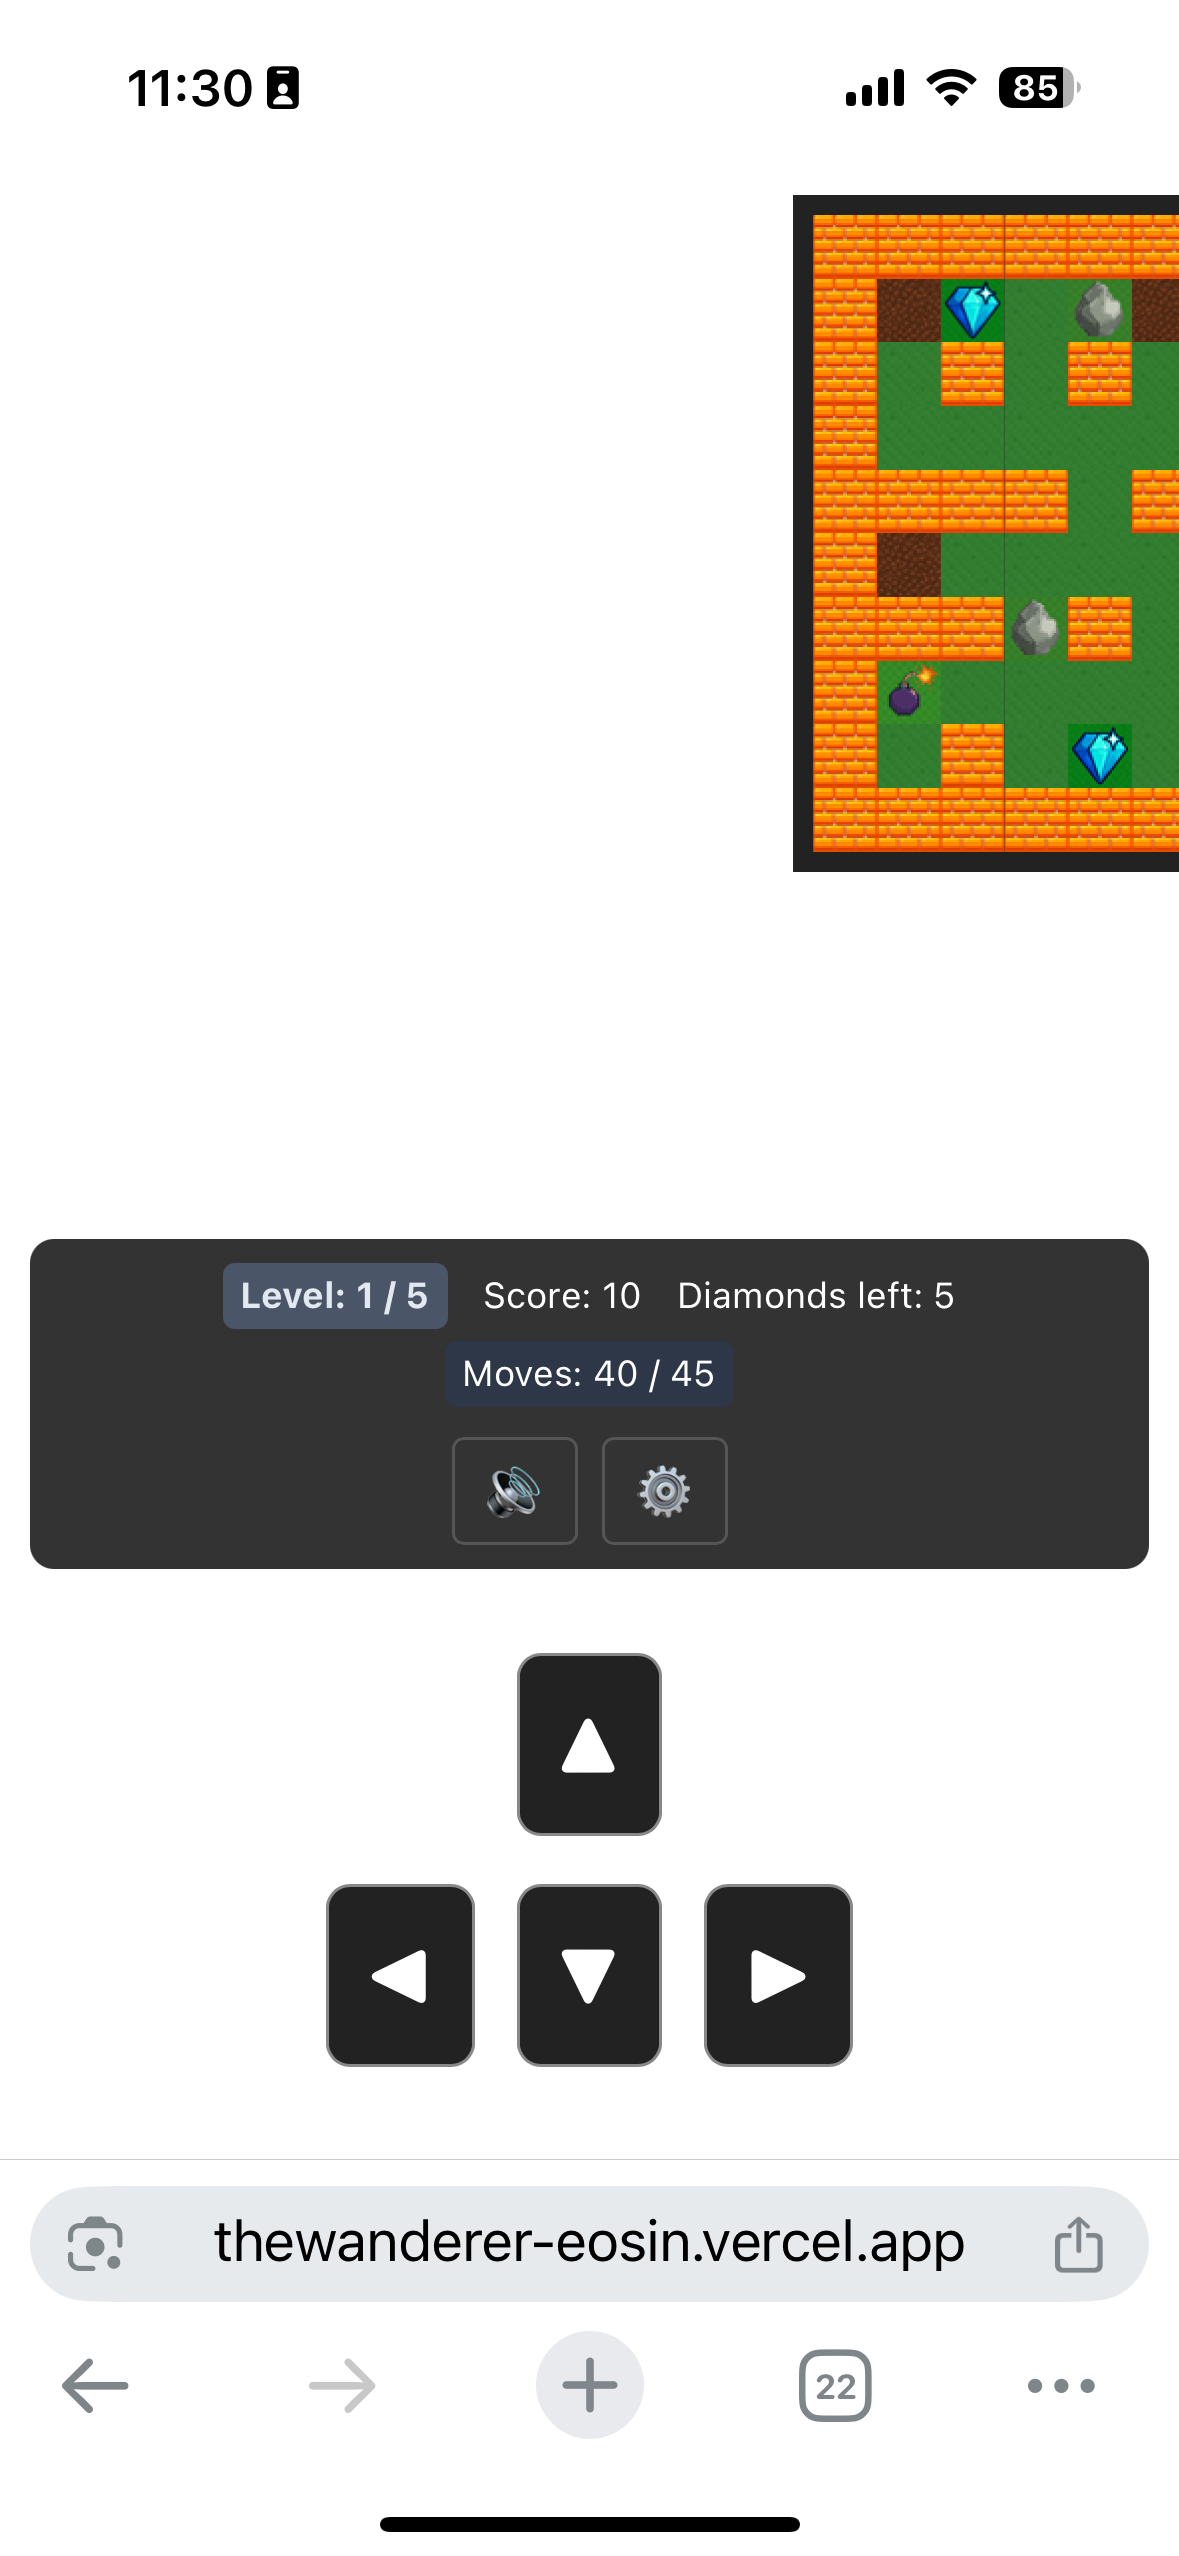 11:30
85
Level: 1 / 5 Score: 10 Diamonds left: 5
Moves: 40 / 45
thewanderer-eosin.vercel.app
22